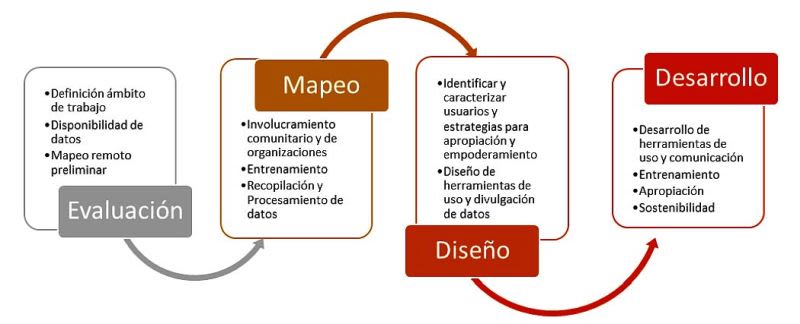 •Definición ámbito
de trabajo
•Disponibilidad de
datos
•Mapeo remoto
preliminar
Evaluación
Mapeo
•Involucramiento
comunitario y de
organizaciones
•Entrenamiento
•Recopilación y
Procesamiento de
datos
•Identificar y
caracterizar
usuarios y
estrategias para
apropiación y
empoderamiento
•Diseño de
herramientas de
uso y divulgación
de datos
Diseño
Desarrollo
•Desarrollo de
herramientas de
uso y comunicación
•Entrenamiento
•Apropiación
•Sostenibilidad